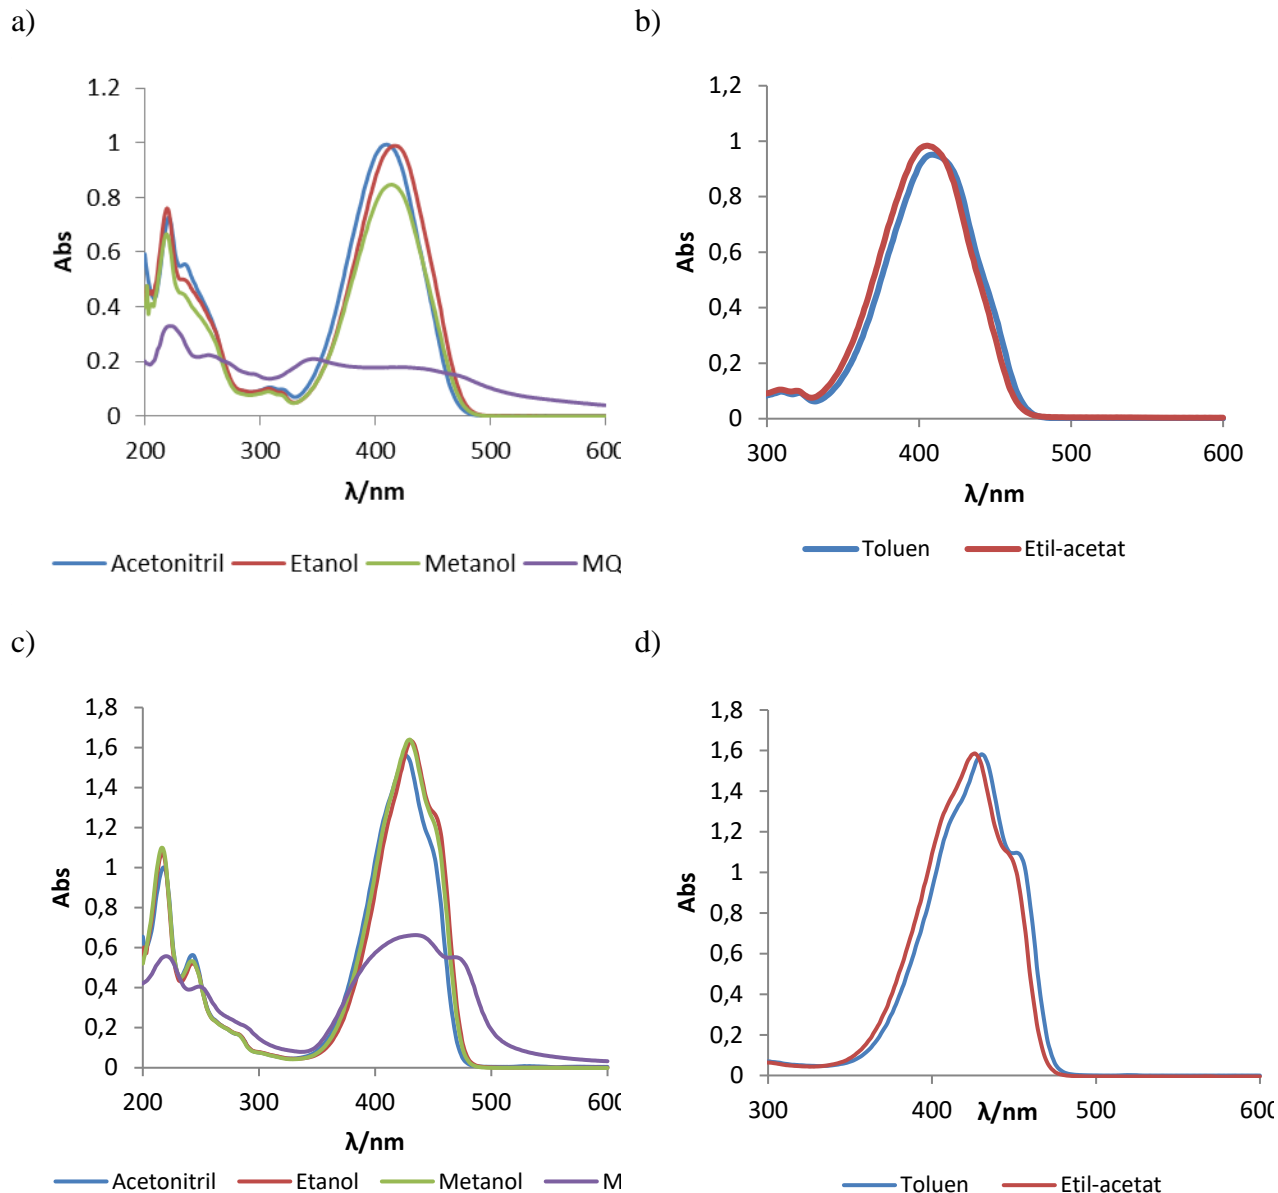 a)
1.2
1
0.8
0.6
0.4
0.2
0
Abs
200 300 400 500 600
λ/nm
Acetonitril Etanol Metanol MQ
b)
1,2
1
0,8
0,6
0,4
0,2
0
Abs
300 400 500 600
λ/nm
Toluen Etil-acetat
c)
1,8
1,6
1,4
1,2
1
0,8
0,6
0,4
0,2
0
Abs
200 300 400 500 600
λ/nm
Acetonitril Etanol Metanol M
d)
1,8
1,6
1,4
1,2
1
0,8
0,6
0,4
0,2
0
Abs
300 400 λ/nm 500 600
Toluen Etil-acetat